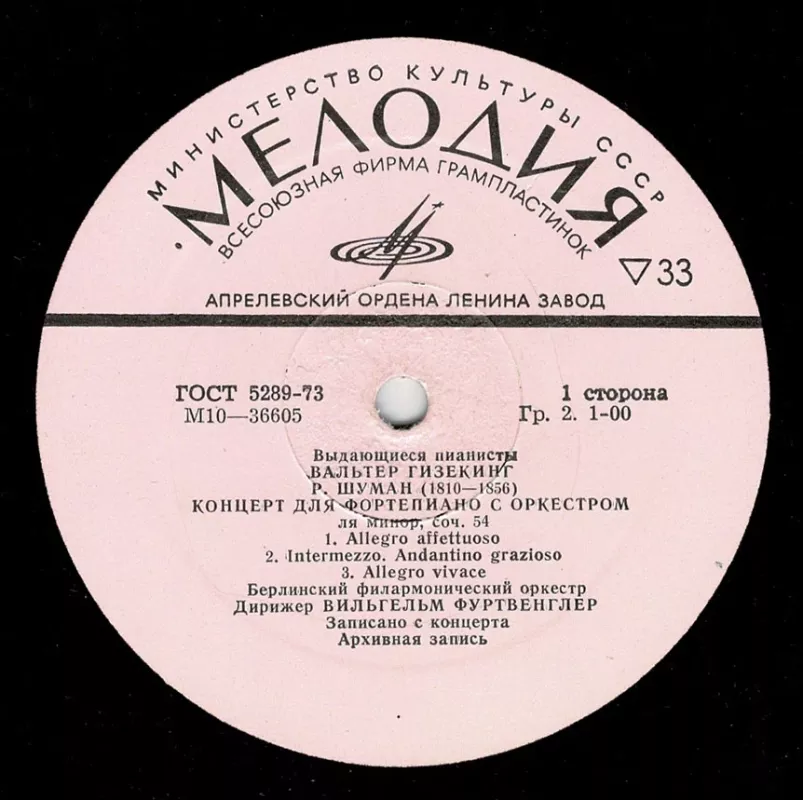 МИНИСТЕРСТВО КУЛЬТУРЫ СССР
МЕЛОДИЯ
ВСЕСОЮЗНАЯ ФИРМА ГРАМПЛАСТИНОК
33
АПРЕЛЕВСКИЙ ОРДЕНА ЛЕНИНА ЗАВОД
ГОСТ 5289-73
1 сторона
М10—36605
Гр. 2. 1-00
Выдающиеся пианисты
ВАЛЬТЕР ГИЗЕКИНГ
Р. ШУМАН (1810—1856)
КОНЦЕРТ ДЛЯ ФОРТЕПИАНО С ОРКЕСТРОМ
ля минор, соч. 54
1. Allegro affettuoso
2. Intermezzo. Andantino grazioso
3. Allegro vivace
Берлинский филармонический оркестр
Дирижер ВИЛЬГЕЛЬМ ФУРТВЕНГЛЕР
Записано с концерта
Архивная запись